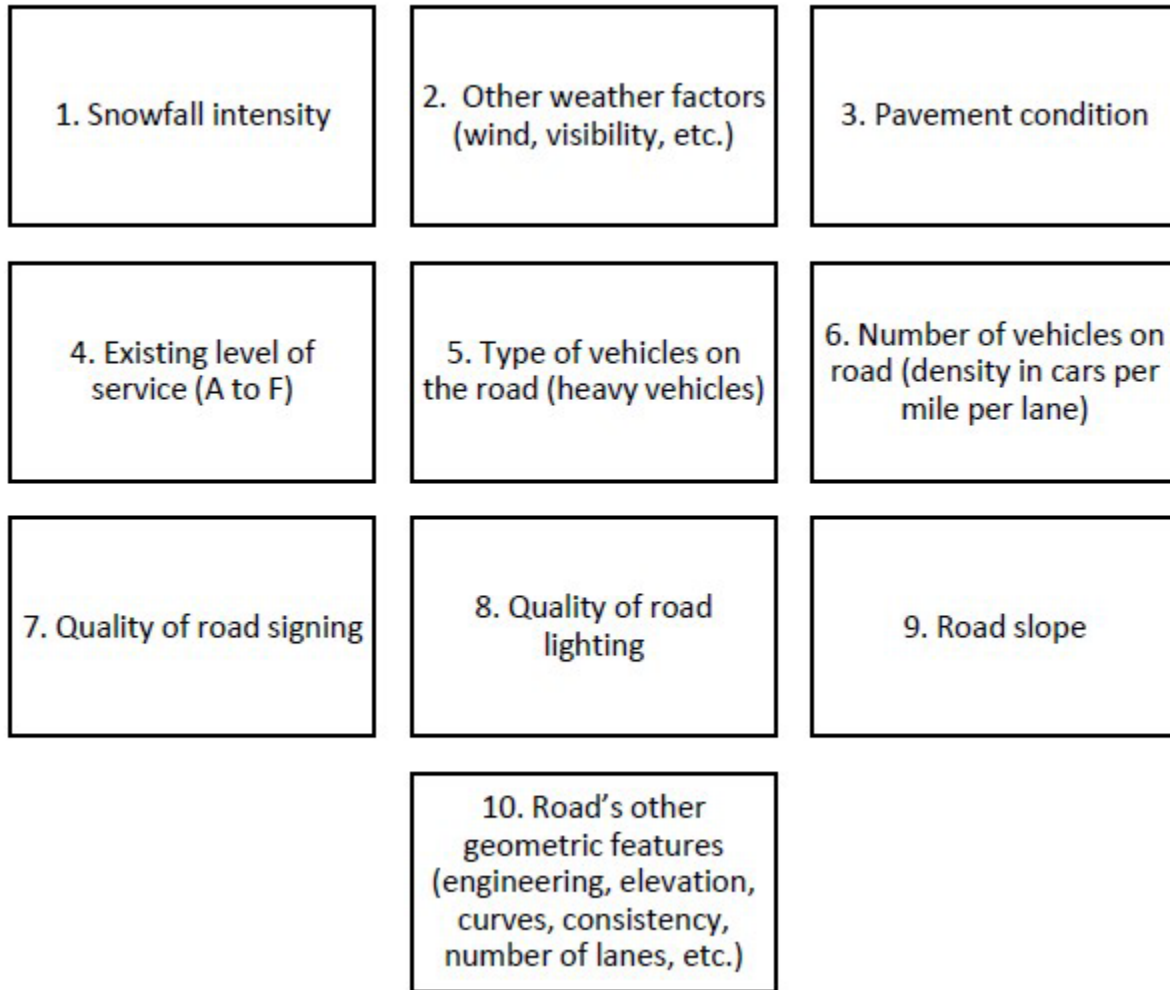 1. Snowfall intensity
2. Other weather factors
(wind, visibility, etc.)
3. Pavement condition
4. Existing level of
service (A to F)
5. Type of vehicles on
the road (heavy vehicles)
6. Number of vehicles on
road (density in cars per
mile per lane)
7. Quality of road signing
8. Quality of road
lighting
9. Road slope
10. Road’s other
geometric features
(engineering, elevation,
curves, consistency,
number of lanes, etc.)